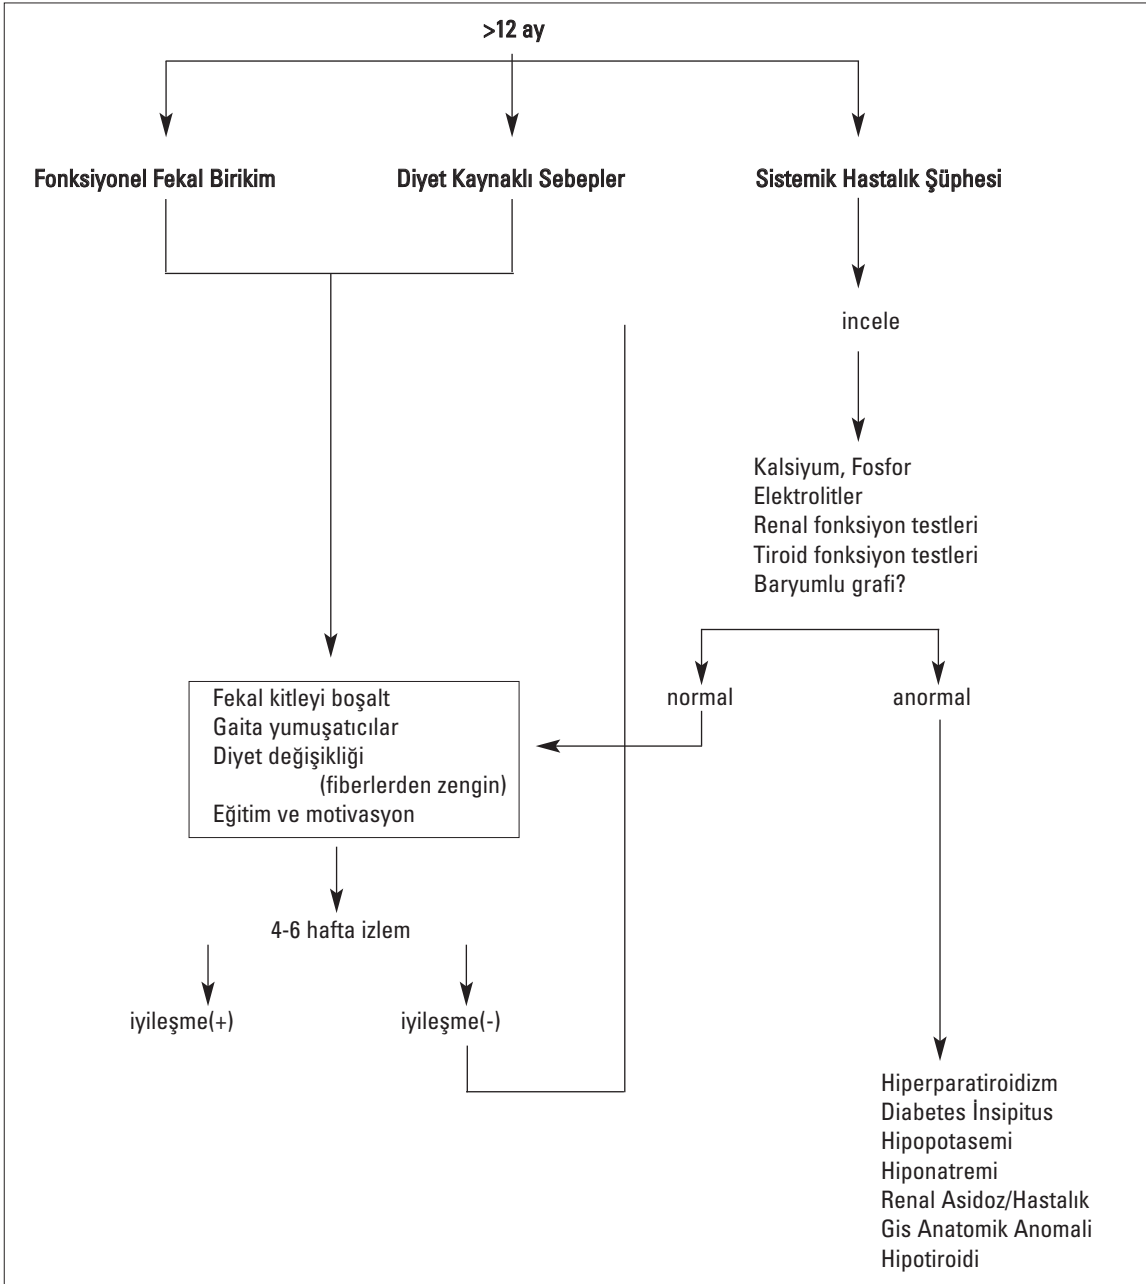 >12 ay
Fonksiyonel Fekal Birikim
Diyet Kaynaklı Sebepler
Sistemik Hastalık Şüphesi
incele
Kalsiyum, Fosfor
Elektrolitler
Renal fonksiyon testleri
Tiroid fonksiyon testleri
Baryumlu grafi?
normal
anormal
Fekal kitleyi boşalt
Gaita yumuşatıcılar
Diyet değişikliği
(fiberlerden zengin)
Eğitim ve motivasyon
4-6 hafta izlem
iyileşme(+)
iyileşme(-)
Hiperparatiroidizm
Diabetes İnsipitus
Hipopotasemi
Hiponatremi
Renal Asidoz/Hastalık
Gis Anatomik Anomali
Hipotiroidi